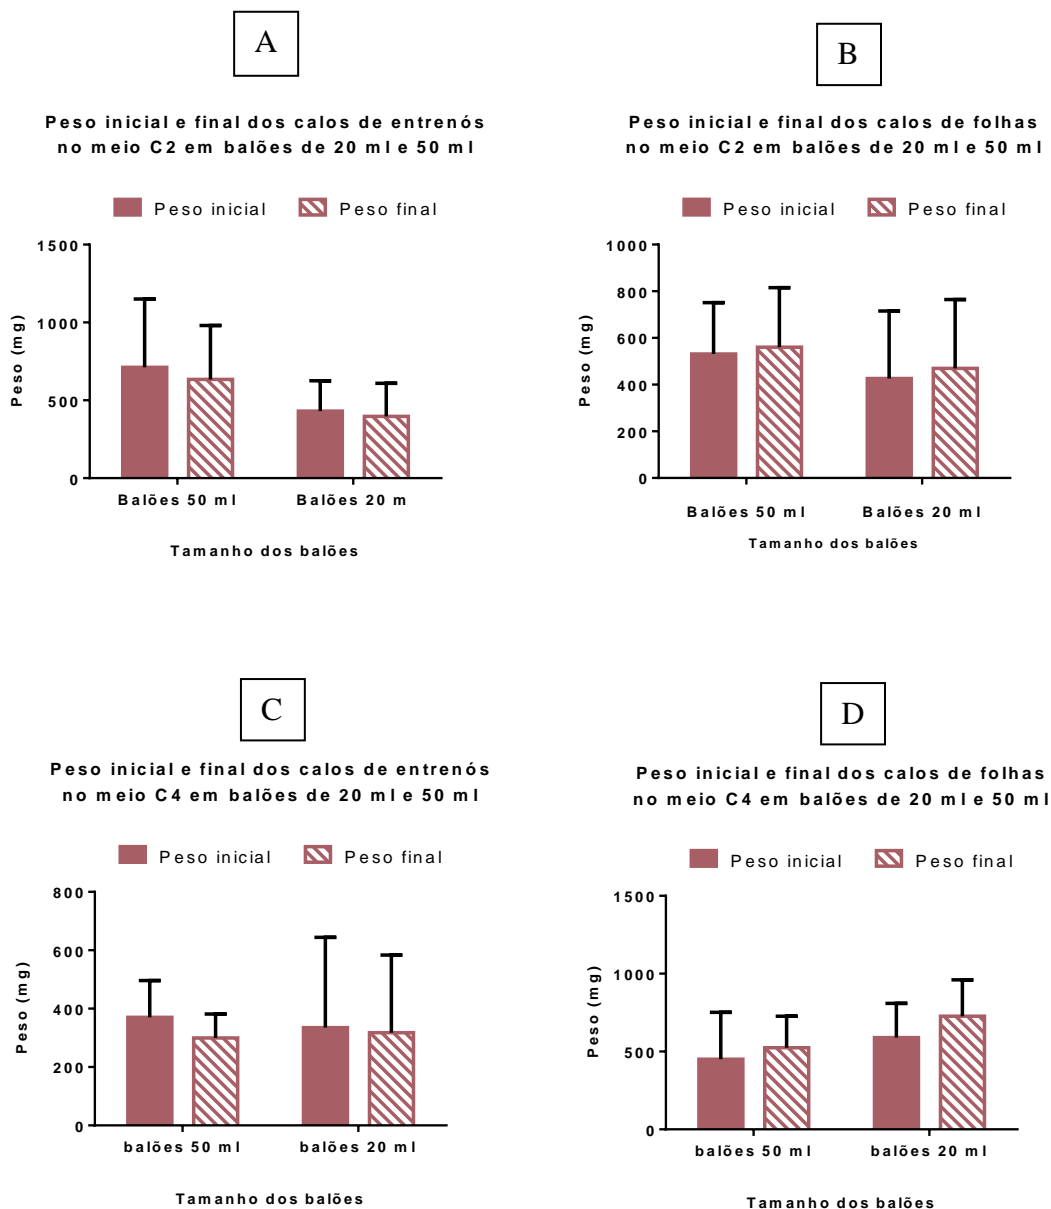 A
Peso inicial e final dos calos de entrenós
no meio C2 em balões de 20 ml e 50 ml
Peso inicial
Peso final
1500
1000
500
0
Peso (mg)
Balões 50 ml
Balões 20 m
Tamanho dos balões
B
Peso inicial e final dos calos de folhas
no meio C2 em balões de 20 ml e 50 ml
Peso inicial
Peso final
1000
800
600
400
200
0
Peso (mg)
Balões 50 ml
Balões 20 ml
Tamanho dos balões
C
Peso inicial e final dos calos de entrenós
no meio C4 em balões de 20 ml e 50 ml
Peso inicial
Peso final
800
600
400
200
0
Peso (mg)
balões 50 ml
balões 20 ml
Tamanho dos balões
D
Peso inicial e final dos calos de folhas
no meio C4 em balões de 20 ml e 50 ml
Peso inicial
Peso final
1500
1000
500
0
Peso (mg)
balões 50 ml
balões 20 ml
Tamanho dos balões